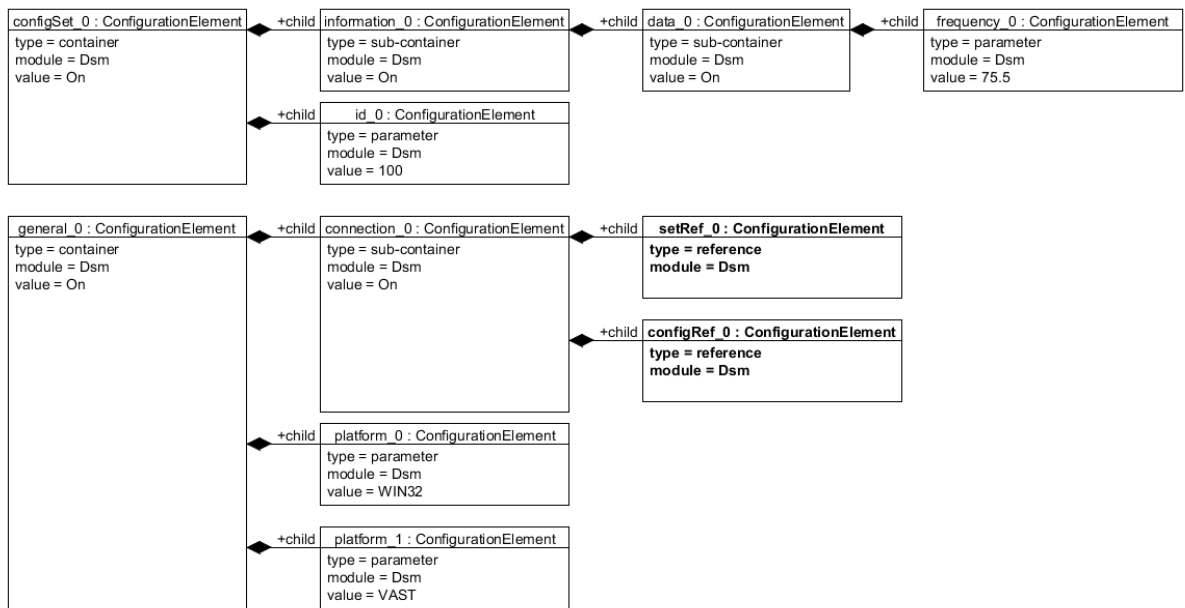 configSet_0 : ConfigurationElement
type = container
module = Dsm
value = On
+child
information_0 : ConfigurationElement
type = sub-container
module = Dsm
value = On
+child
data_0 : ConfigurationElement
type = sub-container
module = Dsm
value = On
+child
frequency_0 : ConfigurationElement
type = parameter
module = Dsm
value = 75.5
+child
id_0 : ConfigurationElement
type = parameter
module = Dsm
value = 100
general_0 : ConfigurationElement
type = container
module = Dsm
value = On
+child
connection_0 : ConfigurationElement
type = sub-container
module = Dsm
value = On
+child
setRef_0 : ConfigurationElement
type = reference
module = Dsm
+child
configRef_0 : ConfigurationElement
type = reference
module = Dsm
+child
platform_0 : ConfigurationElement
type = parameter
module = Dsm
value = WIN32
+child
platform_1 : ConfigurationElement
type = parameter
module = Dsm
value = VAST